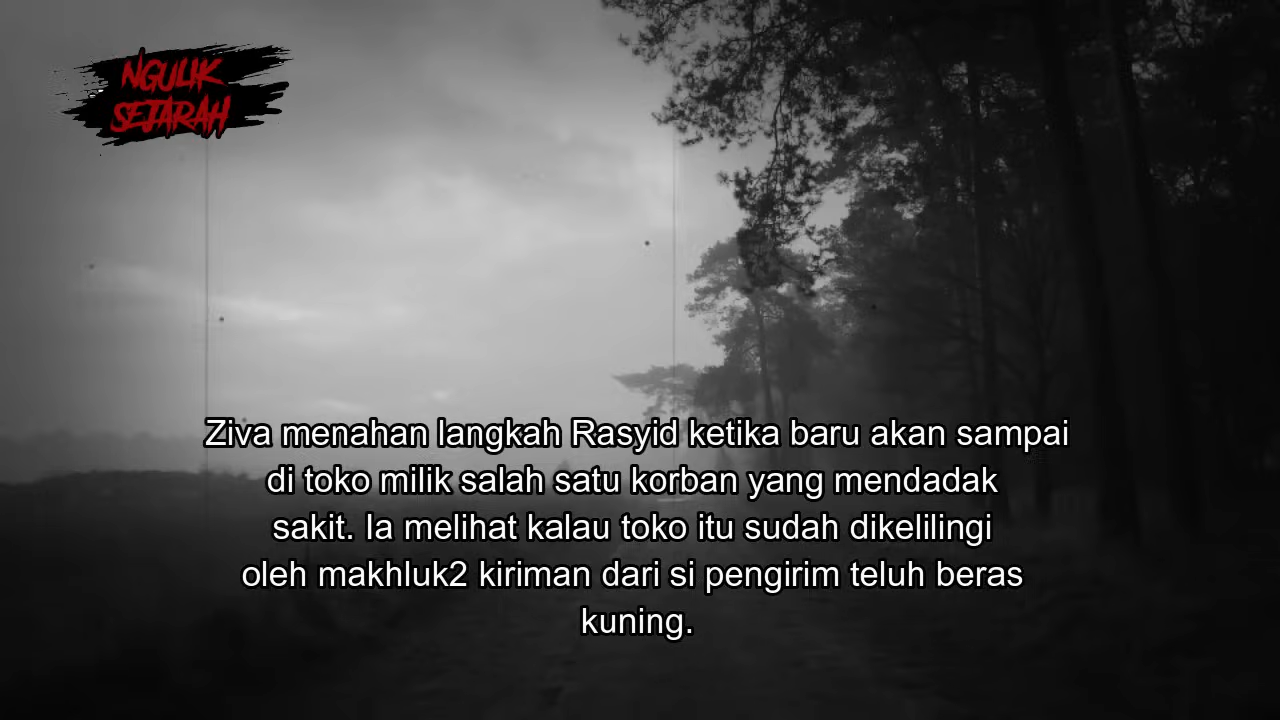 NGULIK
SEJARAH
Ziva menahan langkah Rasyid ketika baru akan sampai
di toko milik salah satu korban yang mendadak
sakit. Ia melihat kalau toko itu sudah dikelilingi
oleh makhluk2 kiriman dari si pengirim teluh beras
kuning.